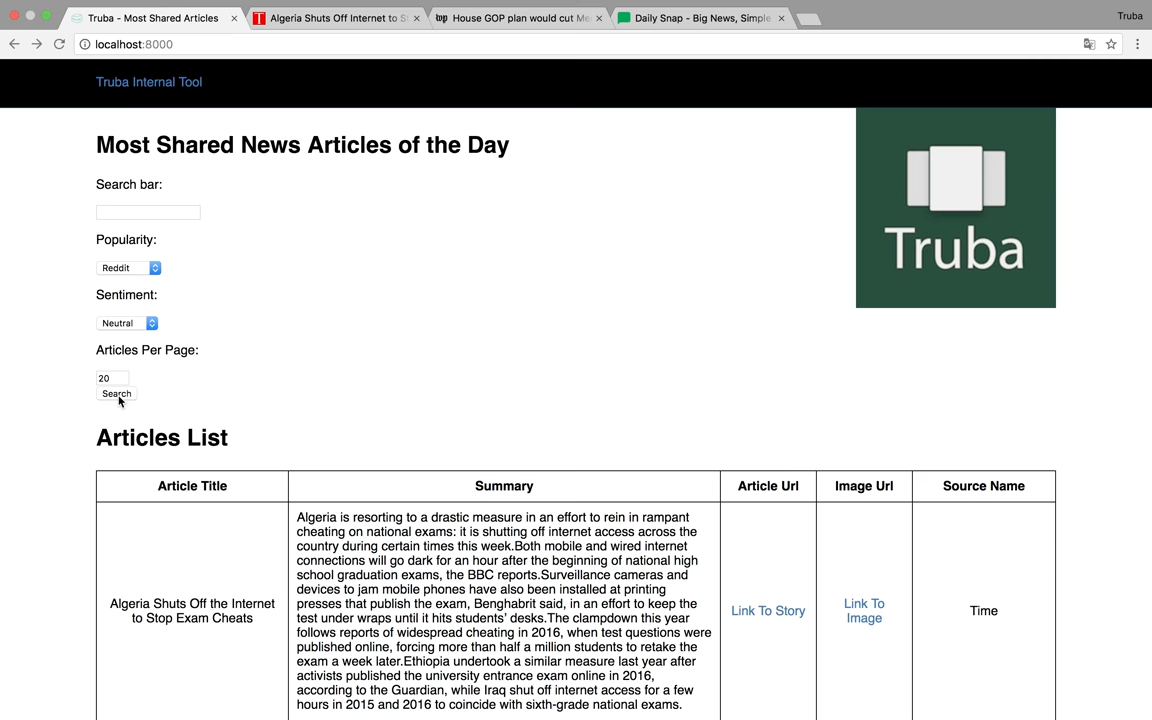 Truba - Most Shared Articles
Algeria Shuts Off Internet to S
wp House GOP plan would cut Me
Daily Snap - Big News, Simple
Truba
localhost:8000
Truba Internal Tool
Most Shared News Articles of the Day
Truba
Search bar:
Popularity:
Reddit
Sentiment:
Neutral
Articles Per Page:
20
Search
Articles List
Article Title Summary Article Url Image Url Source Name
Algeria is resorting to a drastic measure in an effort to rein in rampant
cheating on national exams: it is shutting off internet access across the
country during certain times this week.Both mobile and wired internet
connections will go dark for an hour after the beginning of national high
school graduation exams, the BBC reports.Surveillance cameras and
devices to jam mobile phones have also been installed at printing
presses that publish the exam, Benghabrit said, in an effort to keep the
test under wraps until it hits students' desks.The clampdown this year
follows reports of widespread cheating in 2016, when test questions were
published online, forcing more than half a million students to retake the
exam a week later.Ethiopia undertook a similar measure last year after
activists published the university entrance exam online in 2016,
according to the Guardian, while Iraq shut off internet access for a few
hours in 2015 and 2016 to coincide with sixth-grade national exams.
Algeria Shuts Off the Internet
to Stop Exam Cheats
Link To Story
Link To
Image
Time